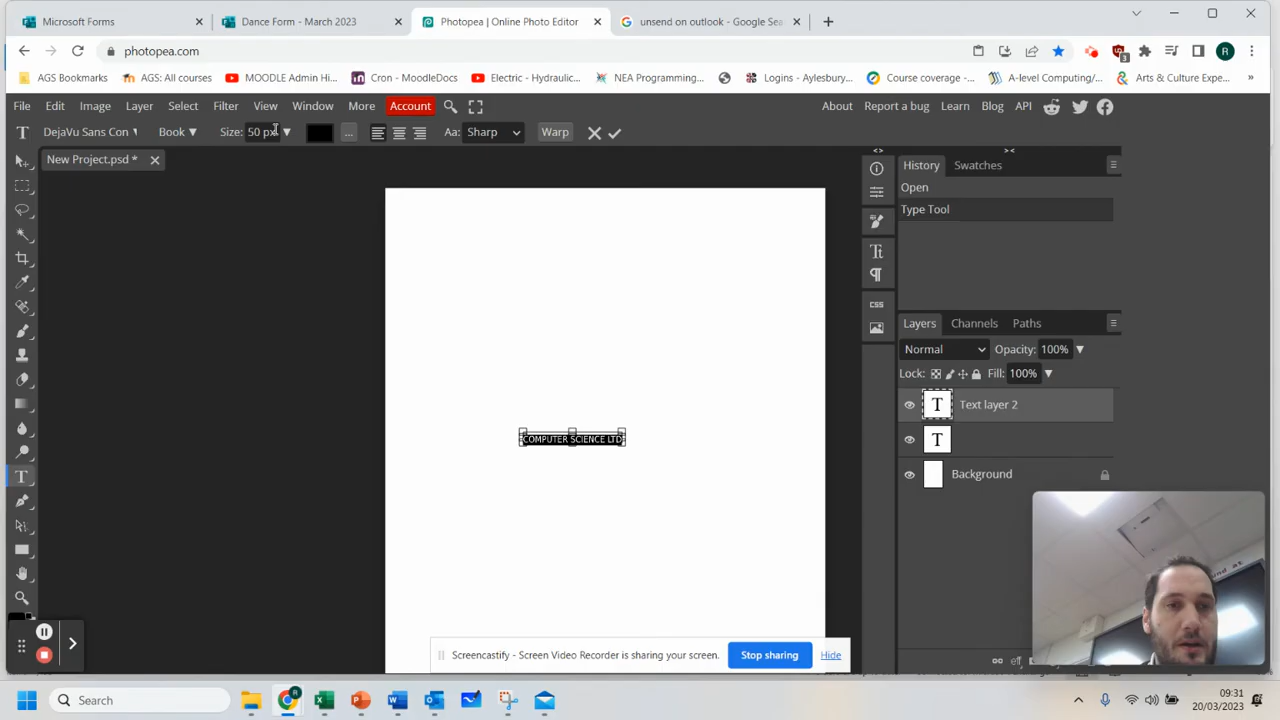 Microsoft Forms
Dance Form - March 2023
Photopea | Online Photo Editor
unsend on outlook - Google Sea
photopea.com
R
3
AGS Bookmarks
AGS: All courses
MOODLE Admin Hi...
Cron - MoodleDocs
Electric - Hydraulic...
NEA Programming...
Logins - Aylesbury...
Course coverage -...
A-level Computing/...
Arts & Culture Expe...
File Edit Image Layer Select Filter View Window More Account
About Report a bug Learn Blog API
DejaVu Sans Con
Book
Size: 50 px
...
Aa: Sharp
Warp
New Project.psd *
History Swatches
Open
Type Tool
CSS
Layers Channels Paths
Normal Opacity: 100%
Lock: Fill: 100%
Text layer 2
Background
COMPUTER SCIENCE LTD
Screencastify - Screen Video Recorder is sharing your screen. Stop sharing Hide
Search
09:31
20/03/2023